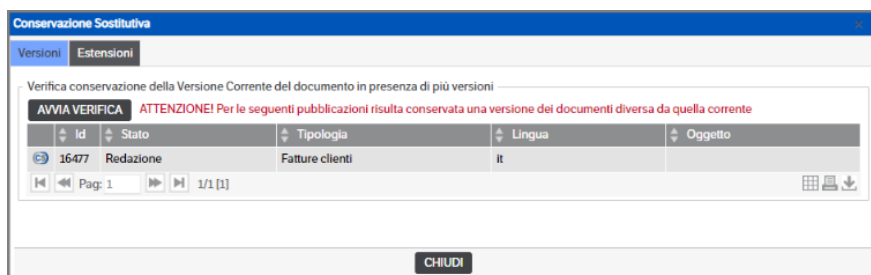 Conservazione Sostitutiva
Versioni Estensioni
Verifica conservazione della Versione Corrente del documento in presenza di più versioni
AVVIA VERIFICA ATTENZIONE! Per le seguenti pubblicazioni risulta conservata una versione dei documenti diversa da quella corrente
Id Stato Tipologia Lingua Oggetto
16477 Redazione Fatture clienti it
Pag: 1 1/1 [1]
CHIUDI